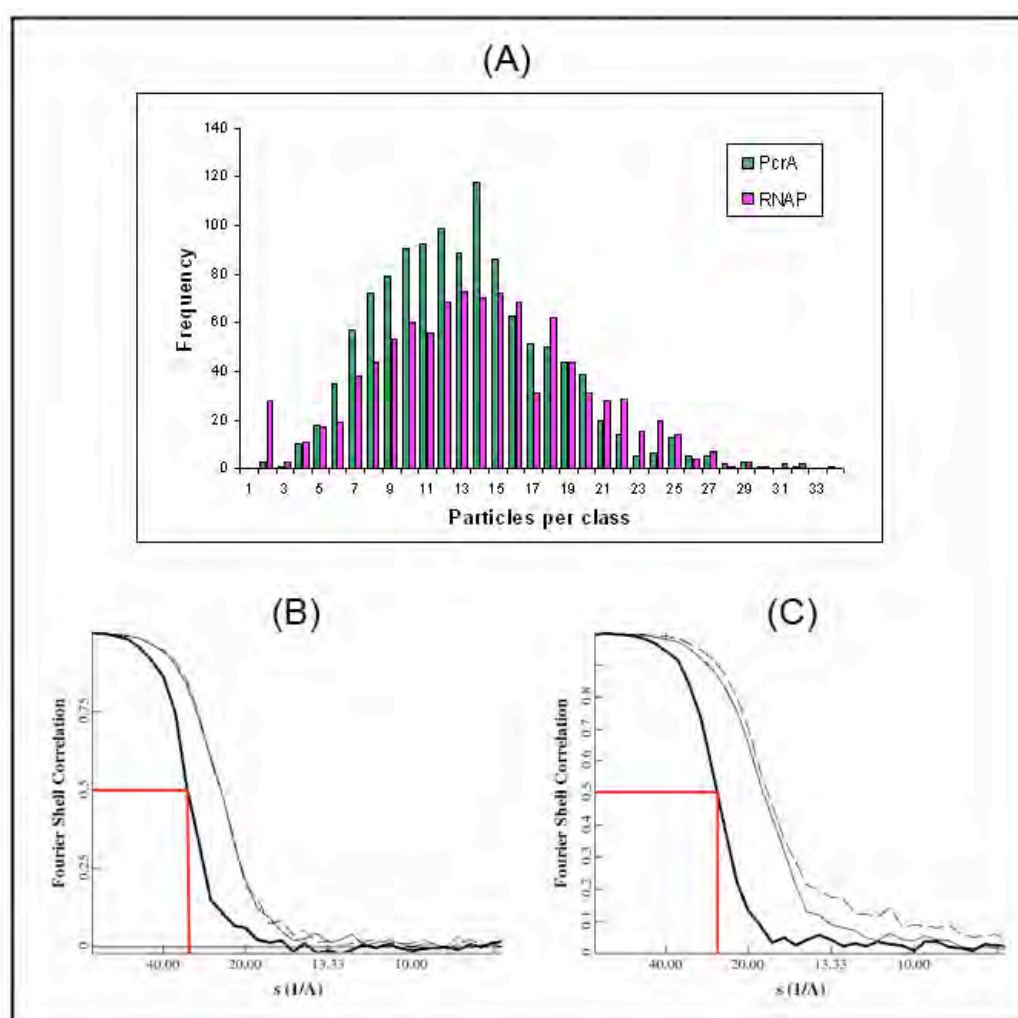 (A)
140
120
100
80
60
40
20
0
Frequency
PcrA
RNAP
1 3 5 7 9 11 13 15 17 19 21 23 25 27 29 31 33
Particles per class
(B)
Fourier Shell Correlation
0.75
0.5
0.25
0
40.00 20.00 13.33 10.00
s (1/A)
(C)
Fourier Shell Correlation
0.8
0.7
0.6
0.5
0.4
0.3
0.2
0.1
0
40.00 20.00 13.33 10.00
s (1/A)